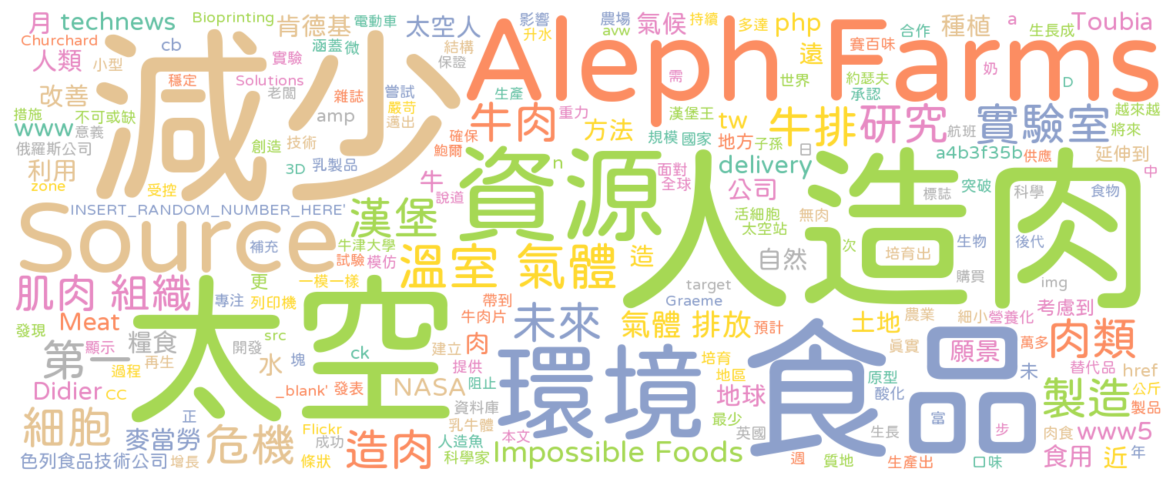 月 technews Bioprinting 肯德基 電動車 太空人 影響 農場 氣候 持續 多達 php 種植 a 生長成 Toubia
Churchard cb 涵蓋 微 升水 avw 需 遠 賽百味 合作
人類 小型 穩定 實驗 結構 保證 世界 約瑟夫 奶 D
減少 Aleph Farms
改善 Solutions 老闆 雜誌 嘗試 嚴苛 生產 漢堡王 承認 越來越
措施 不可或缺 amp 邁出 牛肉 重力 方法 tw 牛排 研究 航班 實驗室 將來
www 意義 創造 技術 確保 規模 國家 地方 子孫 日 a4b3f35b 供應
俄羅斯公司 3D 乳製品 鮑爾 n 面對 全球 delivery 延伸到 中
利用 牛 說道 資源 公司 標誌 突破 科學 食物
zone 受控 人造肉
INSERT_RANDOM_NUMBER_HERE' 漢堡 活細胞 無肉 太空站
Source 補充 牛津大學 試驗 模仿 溫室 氣體 造 自然 次 培育出 生物 後代
肌肉 組織 更 一模一樣 target 購買 img
專注 列印機 帶到 牛肉片 Graeme 考慮到
發現 Meat src 太空 未來 氣體 排放 預計 土地 農業 細小 營養化
第一 顯示 糧食 開發 ck 建立 肉 環境 培育 真實 食品 願景 萬多 肉類
過程 再生 水 塊 提供 阻止 地區 原型 未 替代品 href
Didier cc _blank' 發表 NASA 地球 酸化 製造 公斤
正 Flickr 資料庫 乳牛體 最少 富 肉食 製品
細胞 麥當勞 危機 成功 造肉 人造魚 本文 英國 生長 步 www5
色列食品技術公司 增長 條狀 科學家 Impossible Foods 週 質地 生產出 口味 食用 近 年